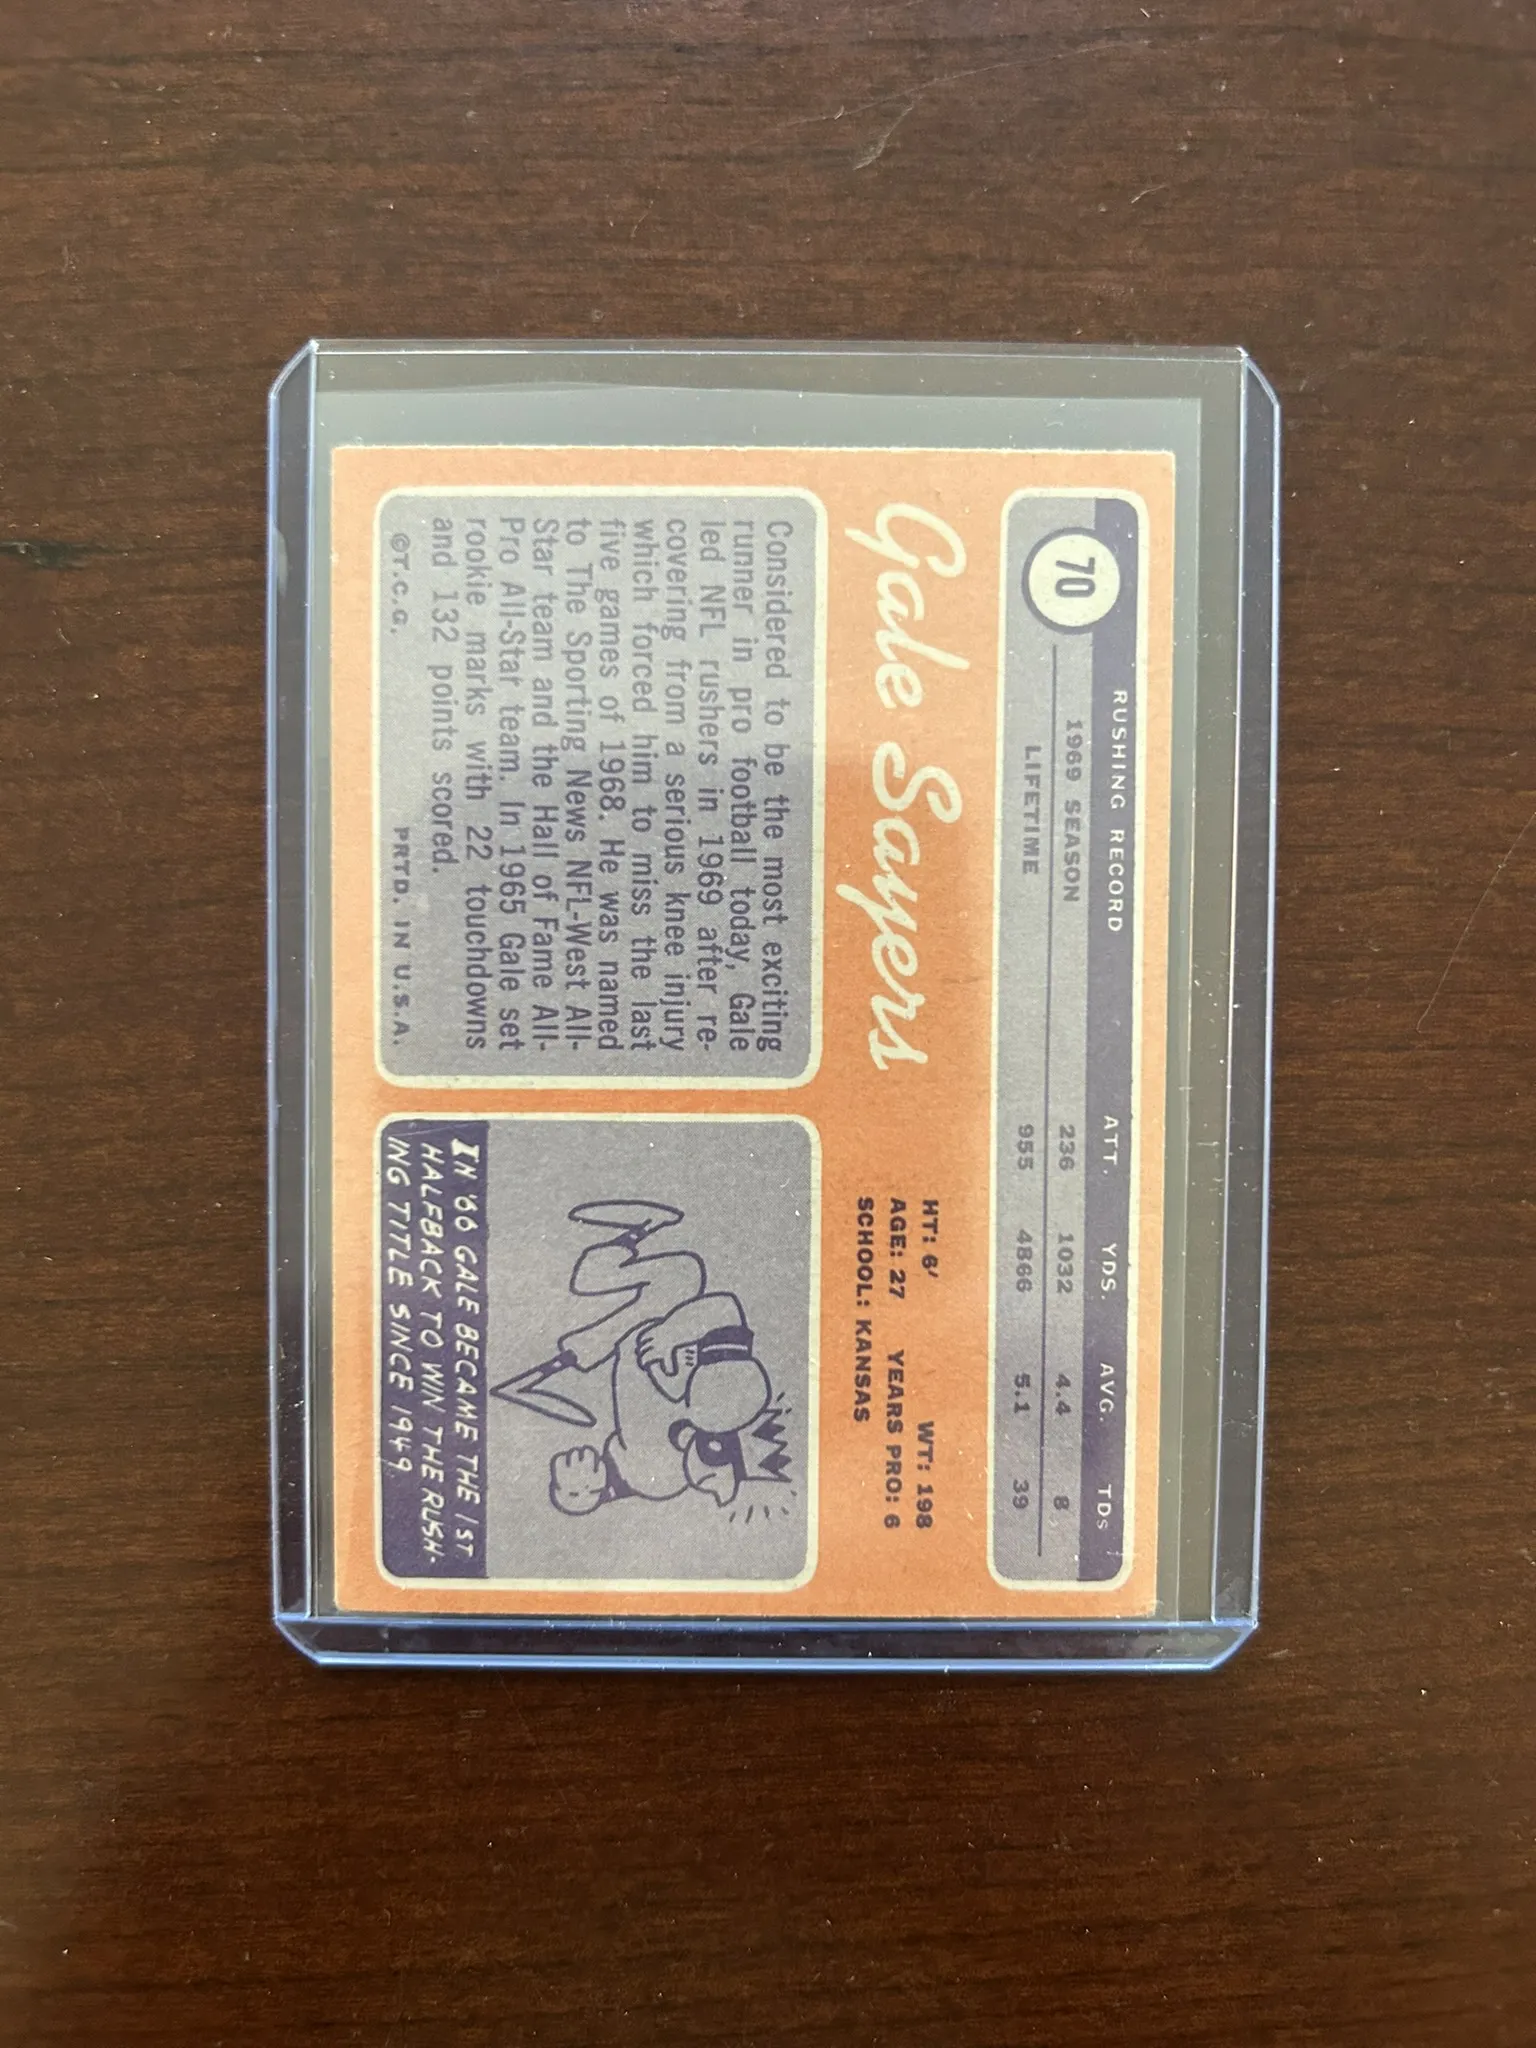 70
RUSHING RECORD ATT. YDS. AVG. TDs
1969 SEASON 236 1032 4.4 8
LIFETIME 955 4866 5.1 39
Gale Sayers
HT: 6' WT: 198
AGE: 27 YEARS PRO: 6
SCHOOL: KANSAS
Considered to be the most exciting
runner in pro football today, Gale
led NFL rushers in 1969 after re-
covering from a serious knee injury
which forced him to miss the last
five games of 1968. He was named
to The Sporting News NFL-West All-
Star team and the Hall of Fame All-
Pro All-Star team. In 1965 Gale set
rookie marks with 22 touchdowns
and 132 points scored.
©T.C.G. PRTD. IN U.S.A.
IN '66 GALE BECAME THE 1ST
HALFBACK TO WIN THE RUSH-
ING TITLE SINCE 1949